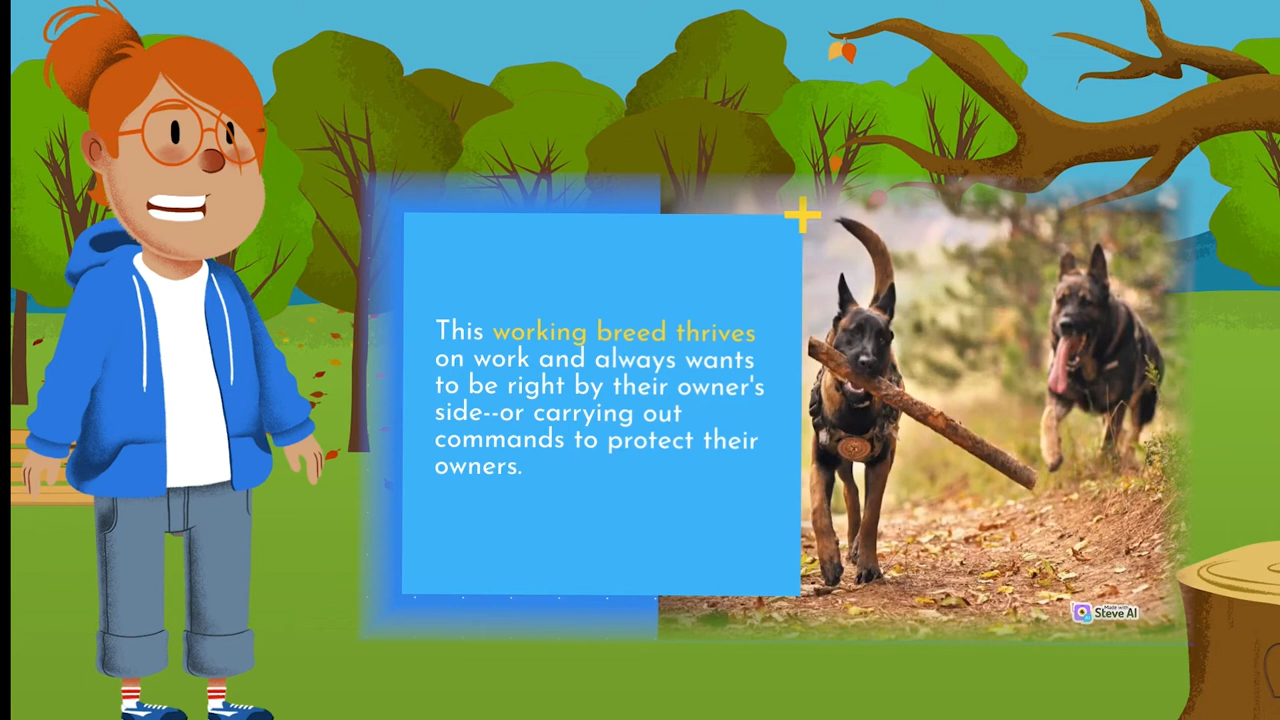 This working breed thrives
on work and always wants
to be right by their owner's
side--or carrying out
commands to protect their
owners.
Made with
Steve AI